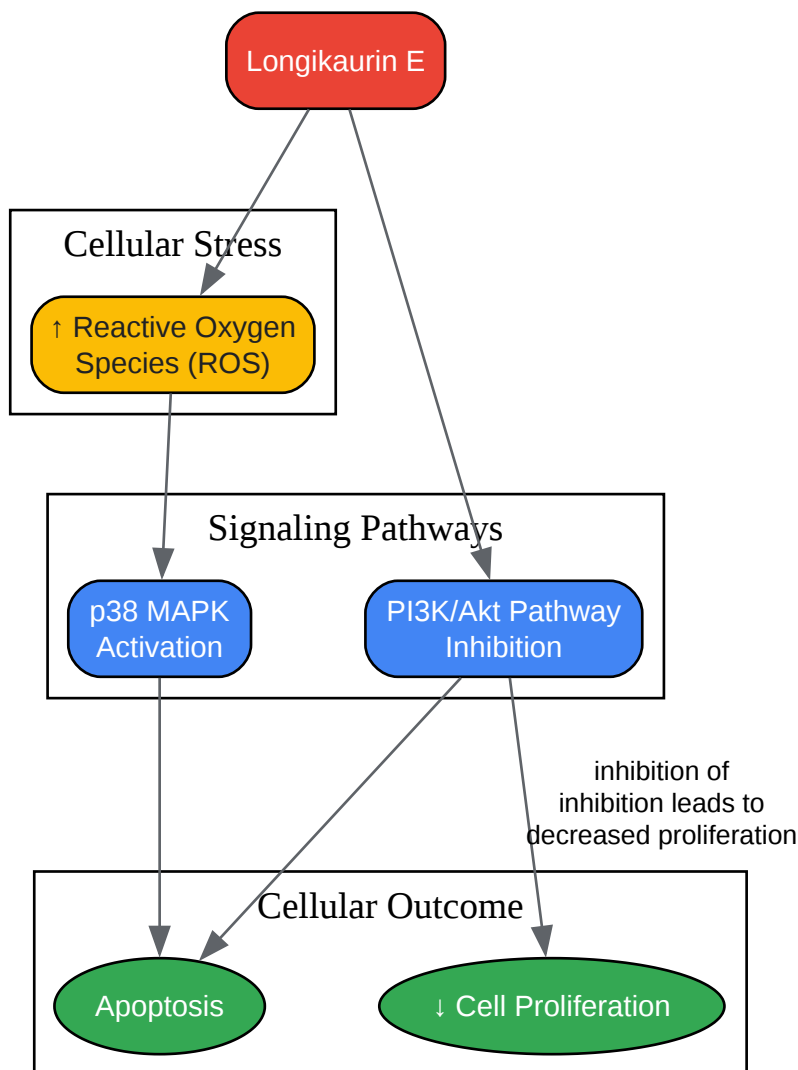 Longikaurin E
Cellular Stress
↑ Reactive Oxygen
Species (ROS)
Signaling Pathways
p38 MAPK
Activation
PI3K/Akt Pathway
Inhibition
inhibition of
inhibition leads to
decreased proliferation
Cellular Outcome
Apoptosis
↓ Cell Proliferation